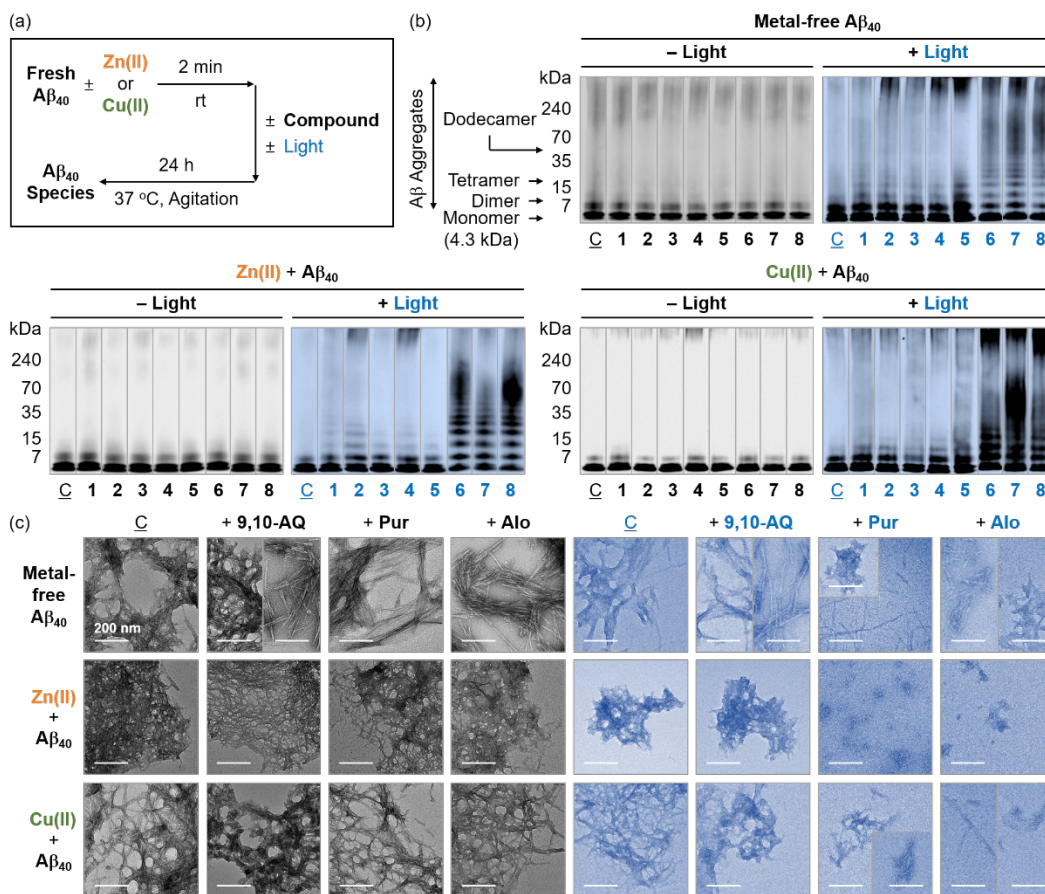 (a)
Fresh Aβ40 ± Zn(II) or Cu(II)
2 min
rt
± Compound
± Light
24 h
37 °C, Agitation
Aβ40 Species
(b)
Metal-free Aβ40
– Light
+ Light
Aβ Aggregates
Dodecamer
Tetramer
Dimer
Monomer
(4.3 kDa)
kDa
240
70
35
15
7
C 1 2 3 4 5 6 7 8
C 1 2 3 4 5 6 7 8
Zn(II) + Aβ40
– Light
+ Light
kDa
240
70
35
15
7
C 1 2 3 4 5 6 7 8
C 1 2 3 4 5 6 7 8
Cu(II) + Aβ40
– Light
+ Light
kDa
240
70
35
15
7
C 1 2 3 4 5 6 7 8
C 1 2 3 4 5 6 7 8
(c)
C + 9,10-AQ + Pur + Alo
C + 9,10-AQ + Pur + Alo
Metal-
free
Aβ40
200 nm
Zn(II)
+
Aβ40
Cu(II)
+
Aβ40